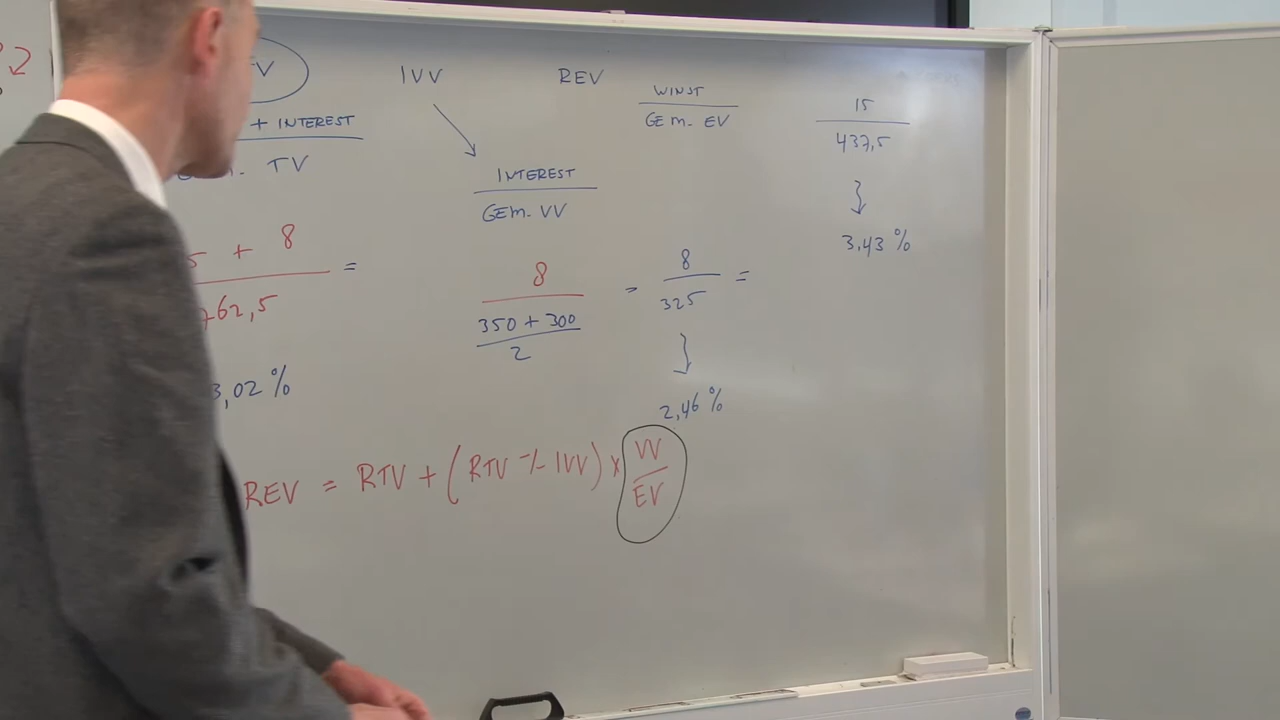 IVV
REV
WINST
GEM. EV
15
437,5
3,43 %
+ INTEREST
TV
INTEREST
GEM. VV
+ 8
762,5
=
3,02 %
8
350 + 300
2
=
8
325
=
2,46 %
REV = RTV + (RTV -/- IVV) x VV
EV